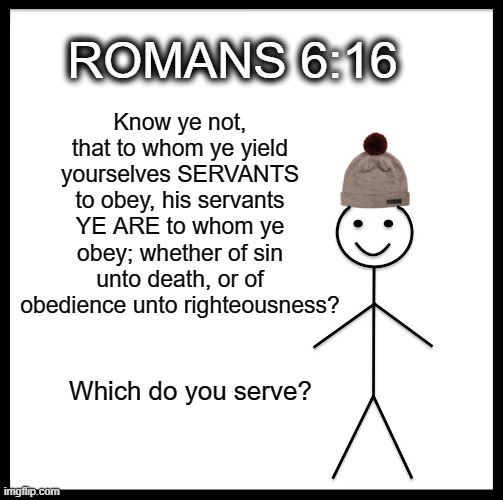 ROMANS 6:16
Know ye not,
that to whom ye yield
yourselves SERVANTS
to obey, his servants
YE ARE to whom ye
obey; whether of sin
unto death, or of
obedience unto righteousness?
Which do you serve?
imgflip.com